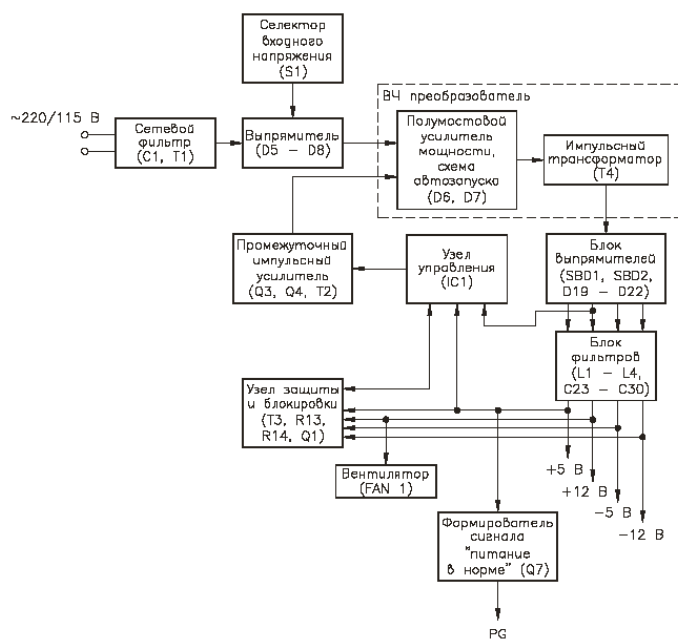 Селектор
входного
напряжения
(S1)
ВЧ преобразователь
~220/115 В
Сетевой
фильтр
(C1, T1)
Выпрямитель
(D5 – D8)
Полумостовой
усилитель
мощности,
схема
автозапуска
(D6, D7)
Импульсный
трансформатор
(T4)
Промежуточный
импульсный
усилитель
(Q3, Q4, T2)
Узел
управления
(IC1)
Блок
выпрямителей
(SBD1, SBD2,
D19 – D22)
Блок
фильтров
(L1 – L4,
C23 – C30)
Узел защиты
и блокировки
(T3, R13,
R14, Q1)
Вентилятор
(FAN 1)
+5 В
+12 В
–5 В
–12 В
Формирователь
сигнала
"питание
в норме" (Q7)
PG